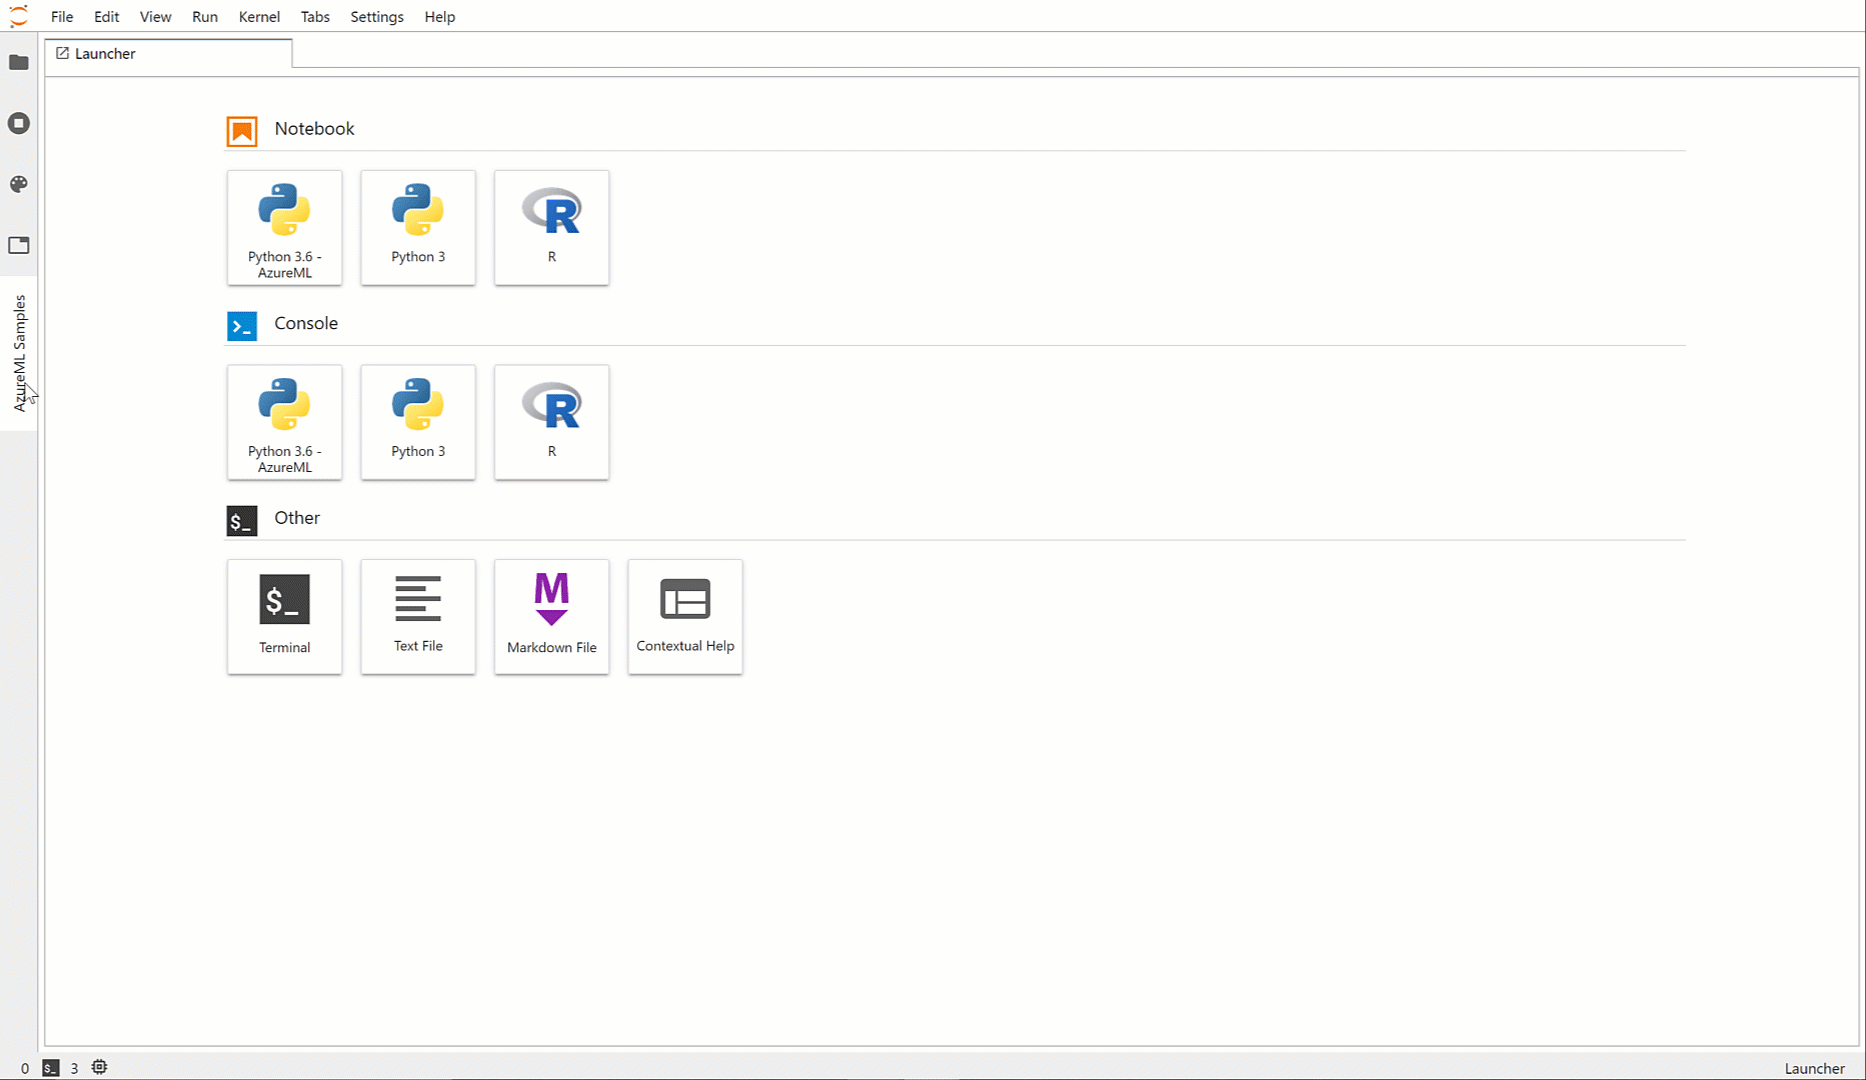 File Edit View Run Kernel Tabs Settings Help
Launcher
AzureML Samples
Notebook
Python 3.6 -
AzureML
Python 3
R
Console
Python 3.6 -
AzureML
Python 3
R
$_ Other
$_
Terminal
Text File
M
Markdown File
Contextual Help
0 $_ 3
Launcher